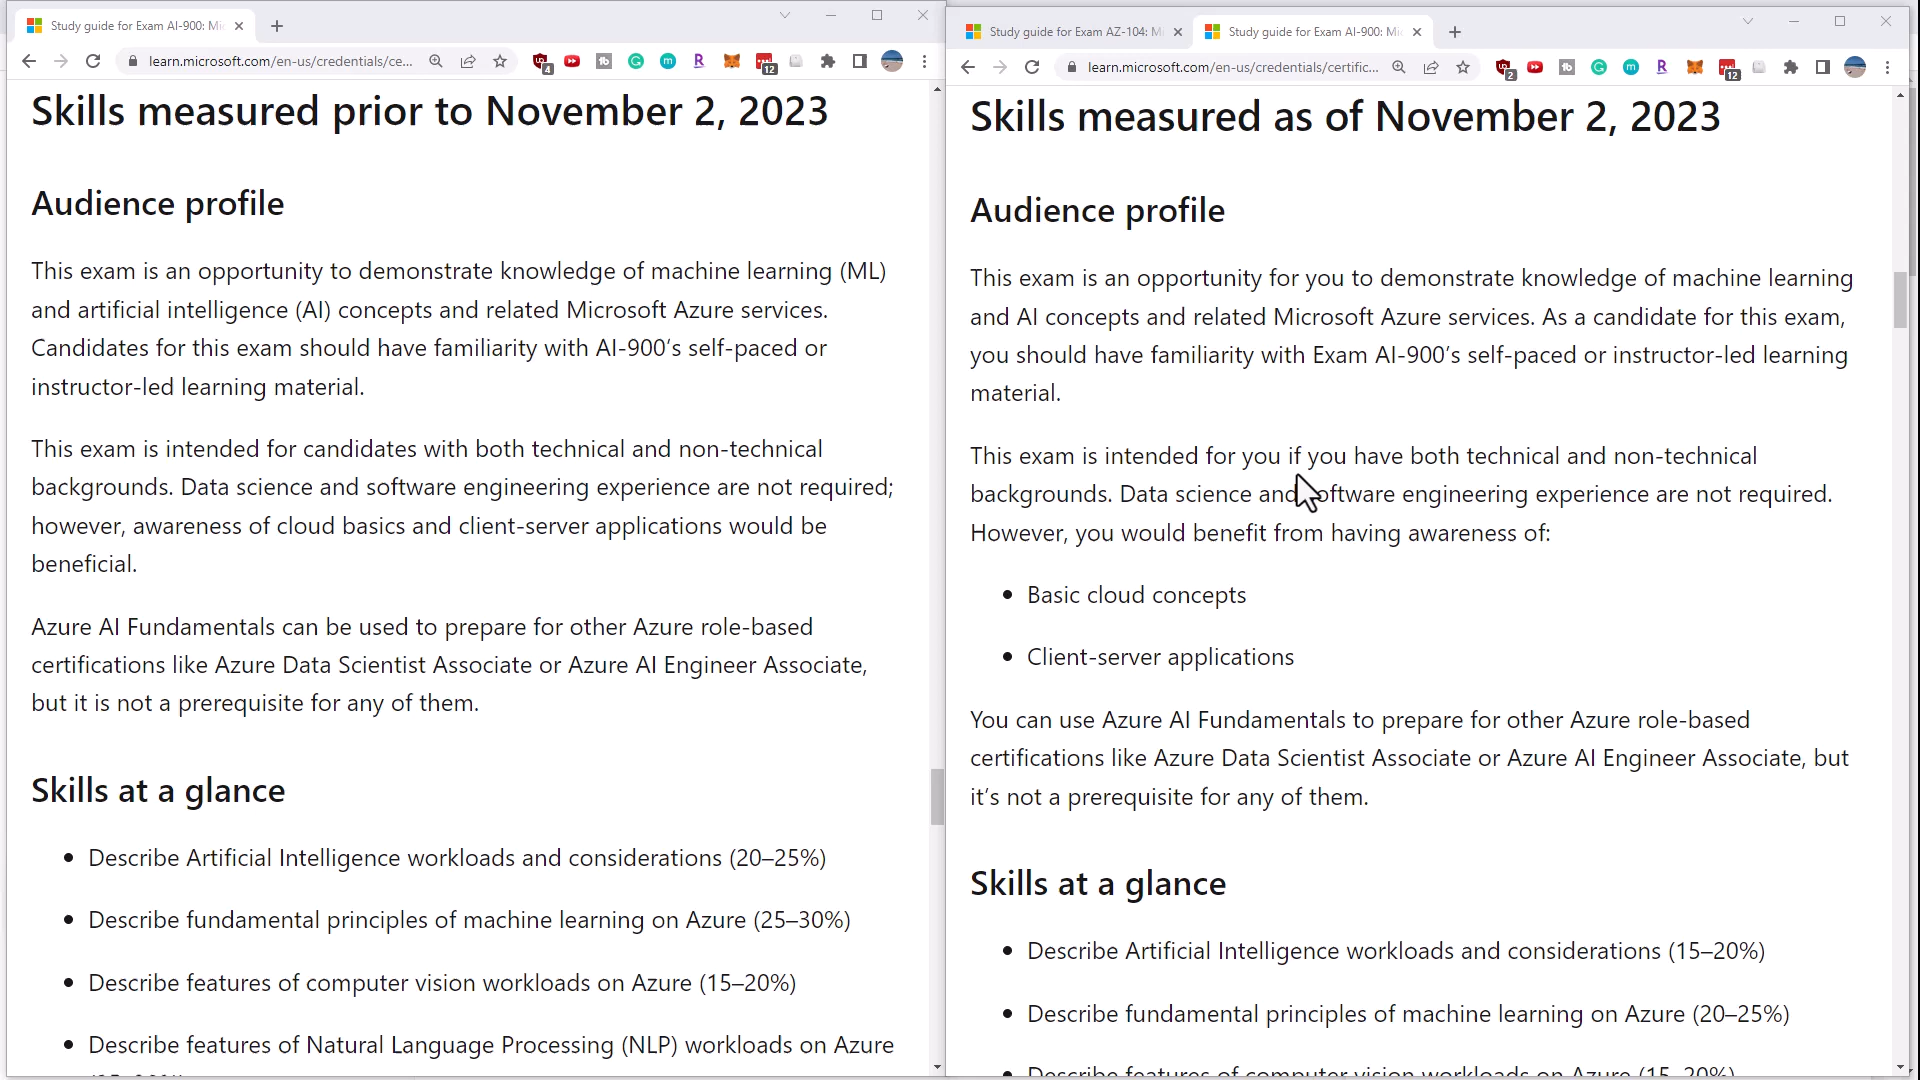 Study guide for Exam AI-900: Mi
learn.microsoft.com/en-us/credentials/ce...
4
12
Skills measured prior to November 2, 2023
Audience profile
This exam is an opportunity to demonstrate knowledge of machine learning (ML)
and artificial intelligence (AI) concepts and related Microsoft Azure services.
Candidates for this exam should have familiarity with AI-900's self-paced or
instructor-led learning material.
This exam is intended for candidates with both technical and non-technical
backgrounds. Data science and software engineering experience are not required;
however, awareness of cloud basics and client-server applications would be
beneficial.
Azure AI Fundamentals can be used to prepare for other Azure role-based
certifications like Azure Data Scientist Associate or Azure AI Engineer Associate,
but it is not a prerequisite for any of them.
Skills at a glance
• Describe Artificial Intelligence workloads and considerations (20–25%)
• Describe fundamental principles of machine learning on Azure (25–30%)
• Describe features of computer vision workloads on Azure (15–20%)
• Describe features of Natural Language Processing (NLP) workloads on Azure
Study guide for Exam AZ-104: M
Study guide for Exam AI-900: Mi
learn.microsoft.com/en-us/credentials/certific...
2
12
Skills measured as of November 2, 2023
Audience profile
This exam is an opportunity for you to demonstrate knowledge of machine learning
and AI concepts and related Microsoft Azure services. As a candidate for this exam,
you should have familiarity with Exam AI-900's self-paced or instructor-led learning
material.
This exam is intended for you if you have both technical and non-technical
backgrounds. Data science and software engineering experience are not required.
However, you would benefit from having awareness of:
• Basic cloud concepts
• Client-server applications
You can use Azure AI Fundamentals to prepare for other Azure role-based
certifications like Azure Data Scientist Associate or Azure AI Engineer Associate, but
it's not a prerequisite for any of them.
Skills at a glance
• Describe Artificial Intelligence workloads and considerations (15–20%)
• Describe fundamental principles of machine learning on Azure (20–25%)
• Describe features of computer vision workloads on Azure (15–20%)